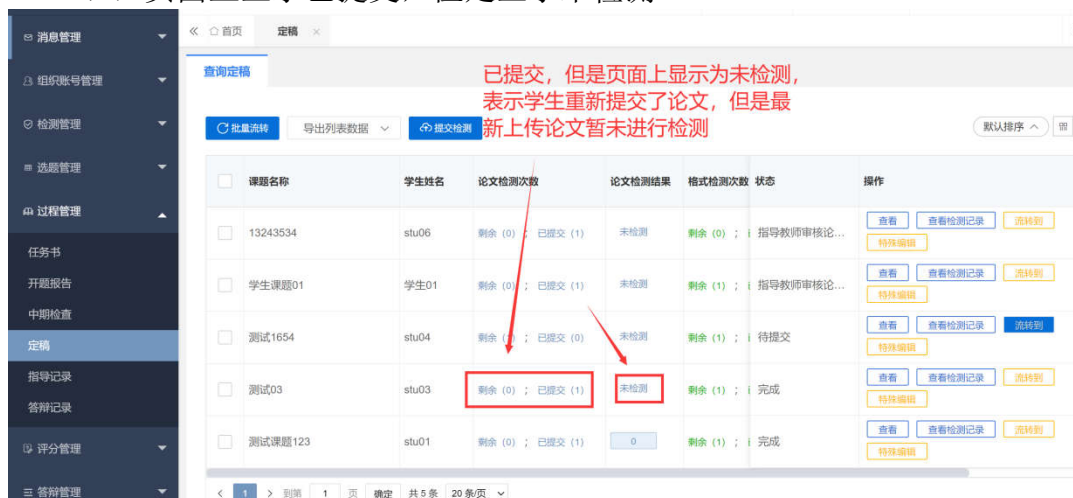 消息管理
《 首页 定稿 ×
组织账号管理
查询定稿
已提交，但是页面上显示为未检测，
表示学生重新提交了论文，但是最
新上传论文暂未进行检测
检测管理
批量流转 导出列表数据 提交检测 默认排序
选题管理
课题名称 学生姓名 论文检测次数 论文检测结果 格式检测次数 状态 操作
过程管理
13243534 stu06 剩余（0）； 已提交（1） 未检测 剩余（0）； 指导教师审核论... 查看 查看检测记录 流转到
特殊编辑
任务书
开题报告
学生课题01 学生01 剩余（0）； 已提交（1） 未检测 剩余（1）； 指导教师审核论... 查看 查看检测记录 流转到
特殊编辑
中期检查
测试1654 stu04 剩余（1）； 已提交（0） 未检测 剩余（1）； 待提交 查看 查看检测记录 流转到
特殊编辑
定稿
指导记录
测试03 stu03 剩余（0）； 已提交（1） 未检测 剩余（1）； 完成 查看 查看检测记录 流转到
特殊编辑
答辩记录
测试课题123 stu01 剩余（0）； 已提交（1） 0 剩余（1）； 完成 查看 查看检测记录 流转到
特殊编辑
评分管理
答辩管理
< 1 > 到第 1 页 确定 共 5 条 20 条/页